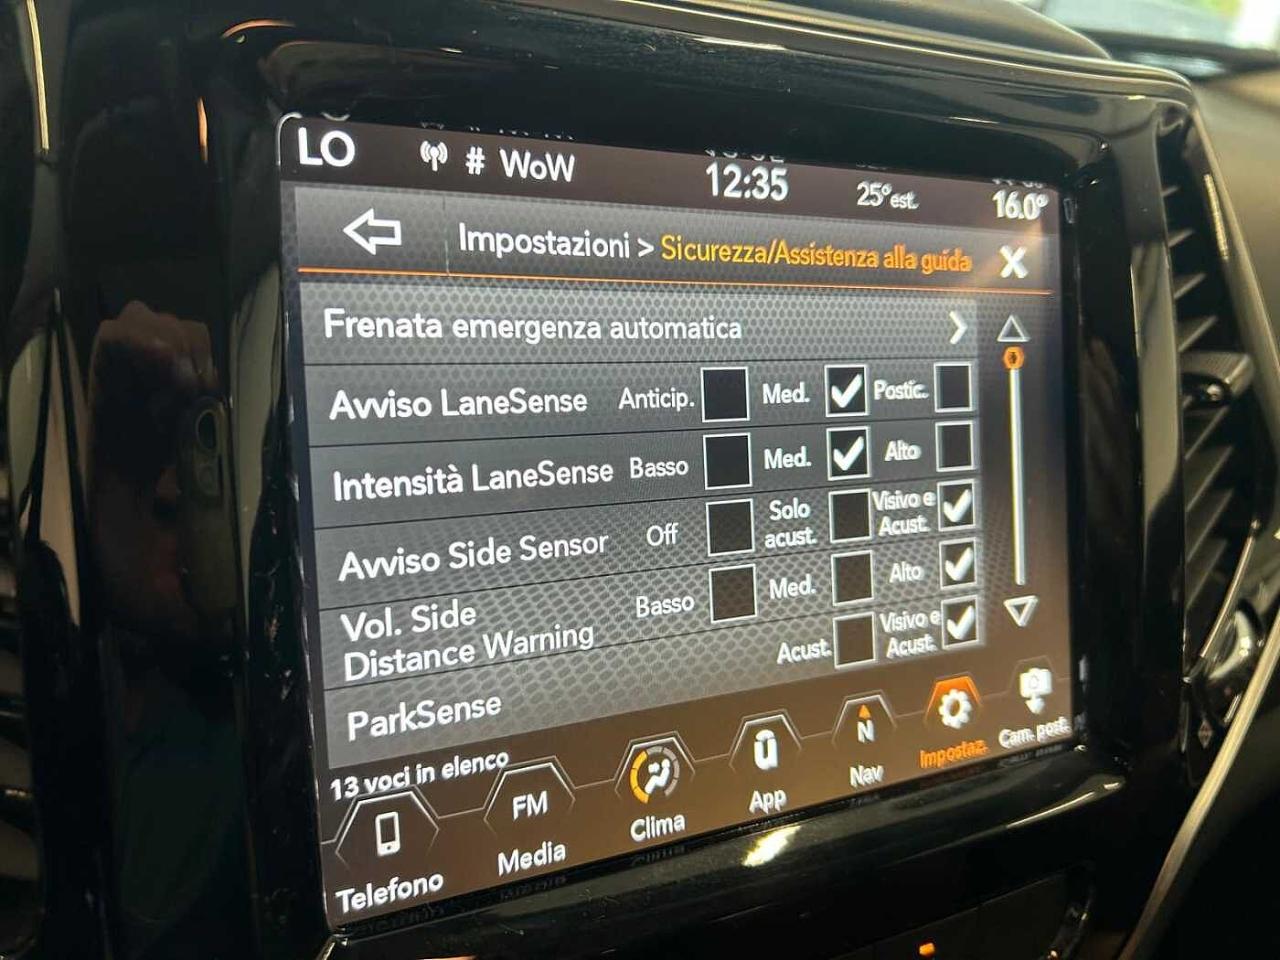 LO # WoW 12:35 25°est. 16.0°
Impostazioni > Sicurezza/Assistenza alla guida X
Frenata emergenza automatica
Avviso LaneSense Anticip. Med. Postic.
Intensità LaneSense Basso Med. Alto
Avviso Side Sensor Off Solo acust. Visivo e Acust.
Vol. Side
Distance Warning Basso Med. Alto
ParkSense Acust. Visivo e Acust.
13 voci in elenco
FM N
Telefono Media Clima App Nav Impostaz. Cam. post.